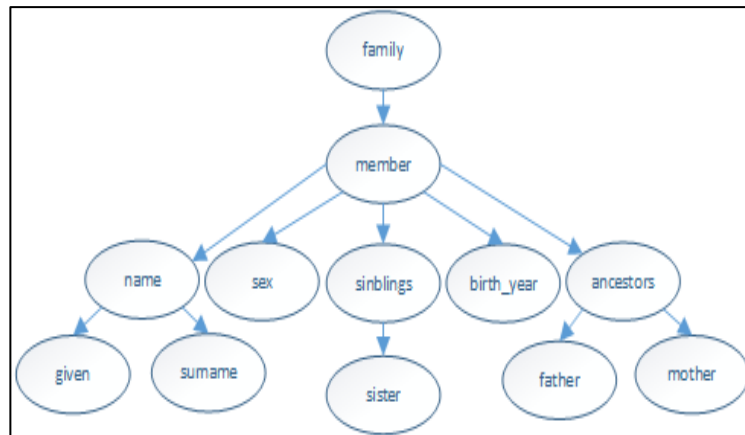 family
member
name
sex
sinblings
birth_year
ancestors
given
surname
sister
father
mother